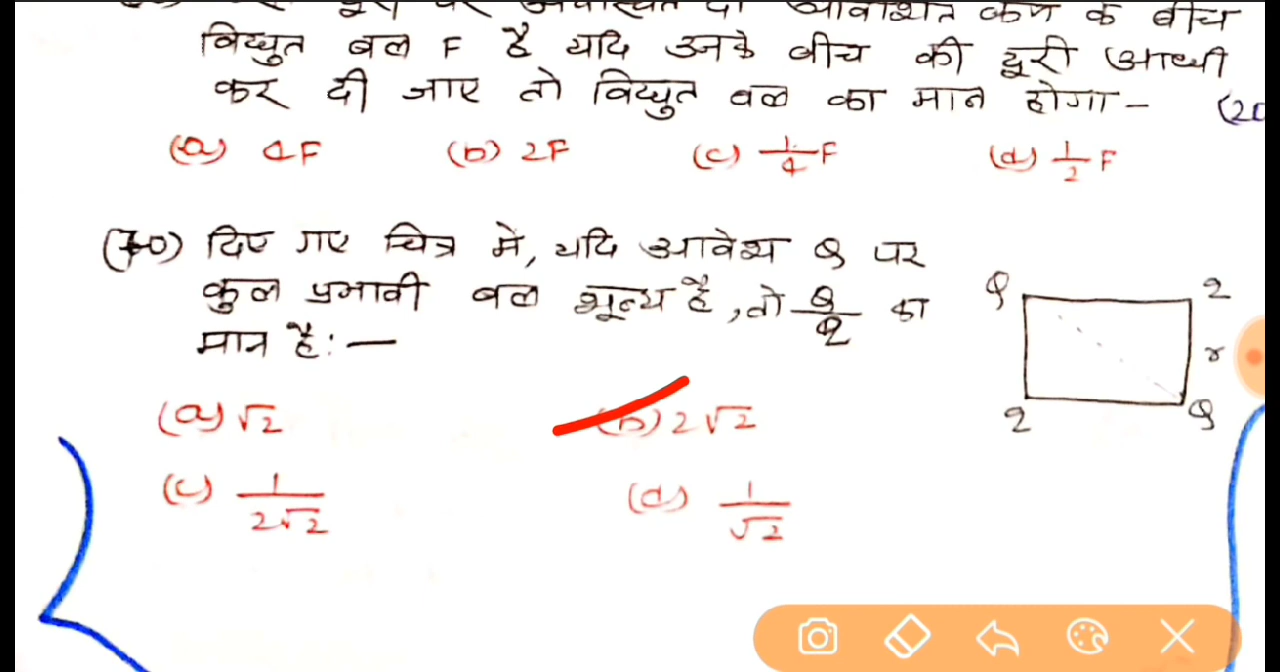 विद्युत बल F है यदि उनके बीच की दूरी आधी
कर दी जाए तो विद्युत बल का मान होगा -
(a) 4F (b) 2F (c) 1/4 F (d) 1/2 F
(70) दिए गए चित्र में, यदि आवेश Q पर
कुल प्रभावी बल शून्य है, तो Q/q का
मान है: —
(a) √2 (b) 2√2
(c) 1/2√2 (d) 1/√2
Q q
r
q Q